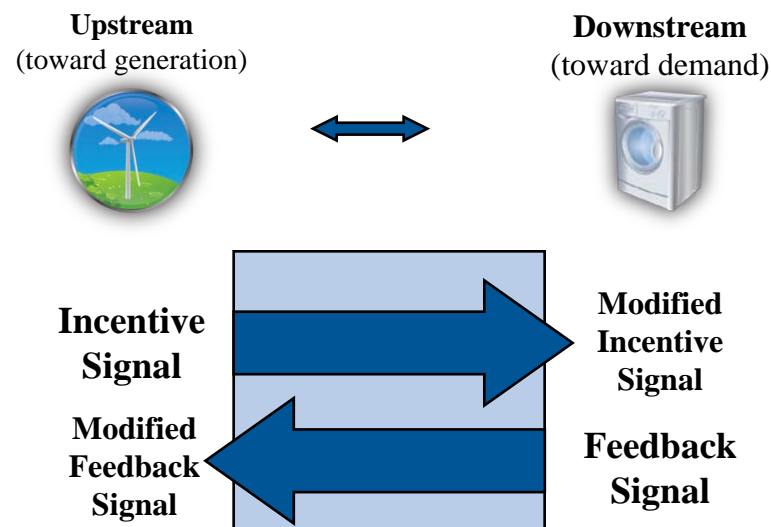 Upstream
(toward generation)
Downstream
(toward demand)
Incentive
Signal
Modified
Incentive
Signal
Modified
Feedback
Signal
Feedback
Signal